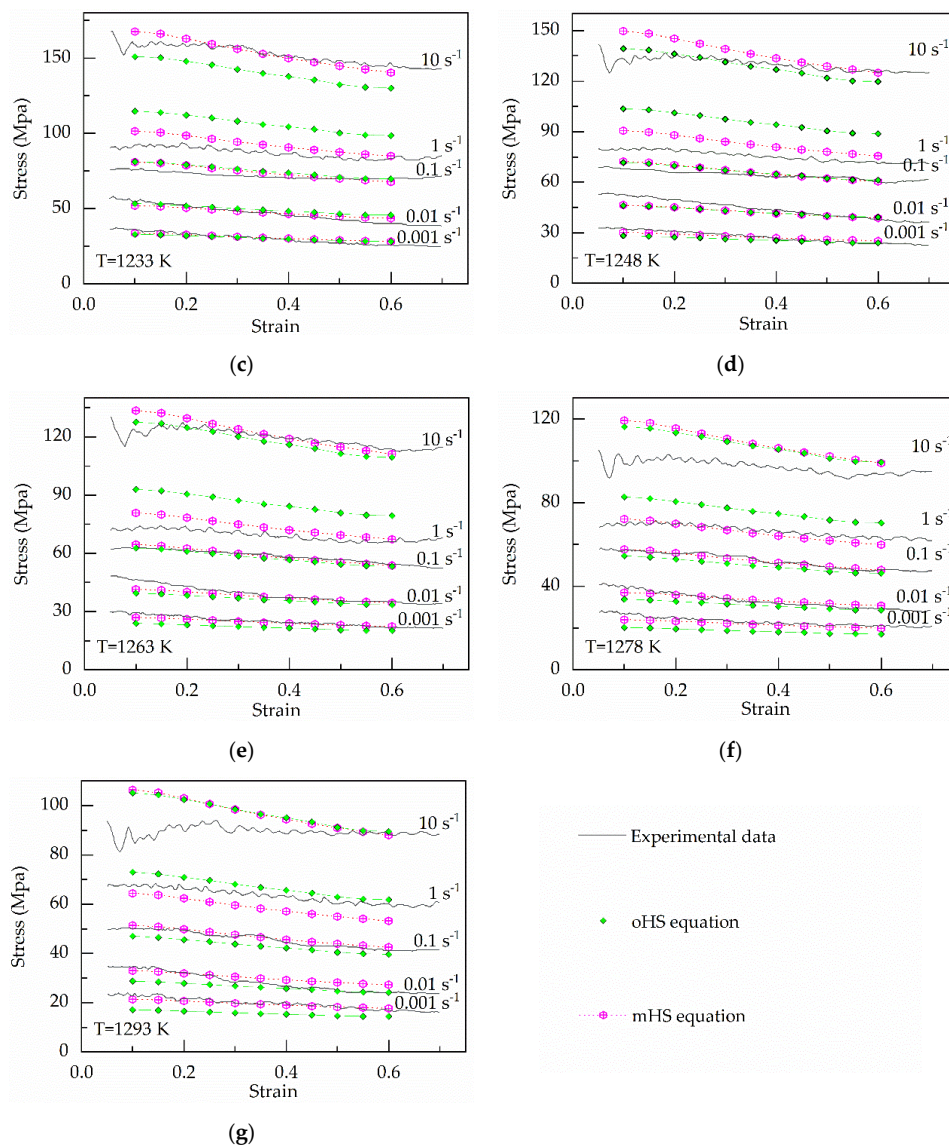 150
100
50
0
Stress (Mpa)
10 s⁻¹
1 s⁻¹
0.1 s⁻¹
0.01 s⁻¹
0.001 s⁻¹
T=1233 K
0.0 0.2 0.4 0.6
Strain
(c)
150
120
90
60
30
0
Stress (Mpa)
10 s⁻¹
1 s⁻¹
0.1 s⁻¹
0.01 s⁻¹
0.001 s⁻¹
T=1248 K
0.0 0.2 0.4 0.6
Strain
(d)
120
90
60
30
0
Stress (Mpa)
10 s⁻¹
1 s⁻¹
0.1 s⁻¹
0.01 s⁻¹
0.001 s⁻¹
T=1263 K
0.0 0.2 0.4 0.6
Strain
(e)
120
80
40
0
Stress (Mpa)
10 s⁻¹
1 s⁻¹
0.1 s⁻¹
0.01 s⁻¹
0.001 s⁻¹
T=1278 K
0.0 0.2 0.4 0.6
Strain
(f)
100
80
60
40
20
0
Stress (Mpa)
10 s⁻¹
1 s⁻¹
0.1 s⁻¹
0.01 s⁻¹
0.001 s⁻¹
T=1293 K
0.0 0.2 0.4 0.6
Strain
(g)
Experimental data
oHS equation
mHS equation